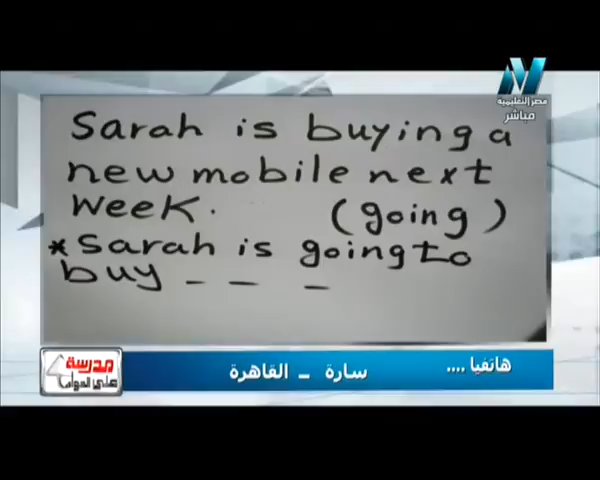 مصر التعليمية
مباشر
Sarah is buying a
new mobile next
week. (going)
*Sarah is going to
buy _ _ _
هاتفيا ....
سارة - القاهرة
مدرسة
على الهواء